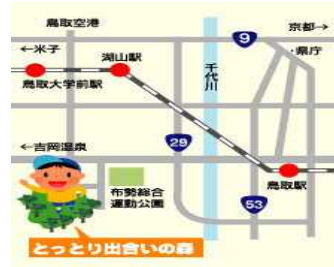 鳥取空港
京都→
9
←米子
湖山駅
・県庁
千代川
鳥取大学前駅
29
←吉岡温泉
布勢総合
運動公園
鳥取駅
53
とっとり出合いの森